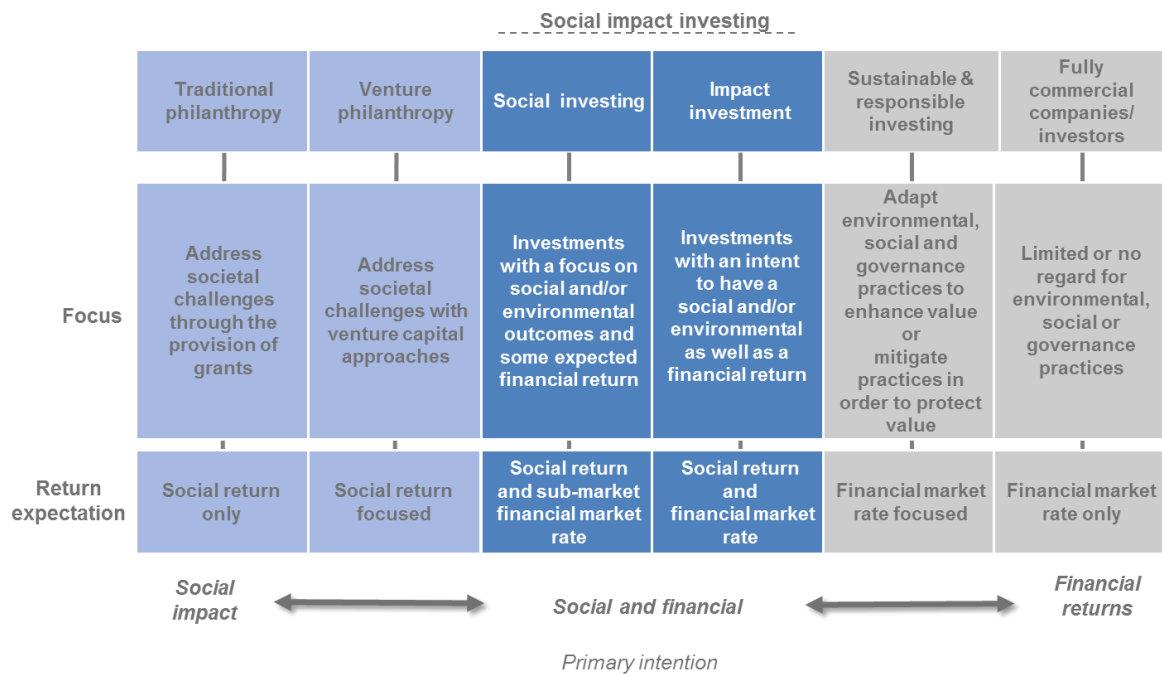 Social impact investing
Traditional
philanthropy
Venture
philanthropy
Social investing
Impact
investment
Sustainable &
responsible
investing
Fully
commercial
companies/
investors
Focus
Address
societal
challenges
through the
provision of
grants
Address
societal
challenges with
venture capital
approaches
Investments
with a focus on
social and/or
environmental
outcomes and
some expected
financial return
Investments
with an intent
to have a
social and/or
environmental
as well as a
financial return
Adapt
environmental,
social and
governance
practices to
enhance value
or
mitigate
practices in
order to protect
value
Limited or no
regard for
environmental,
social or
governance
practices
Return
expectation
Social return
only
Social return
focused
Social return
and sub-market
financial market
rate
Social return
and
financial market
rate
Financial market
rate focused
Financial market
rate only
Social
impact
Social and financial
Financial
returns
Primary intention